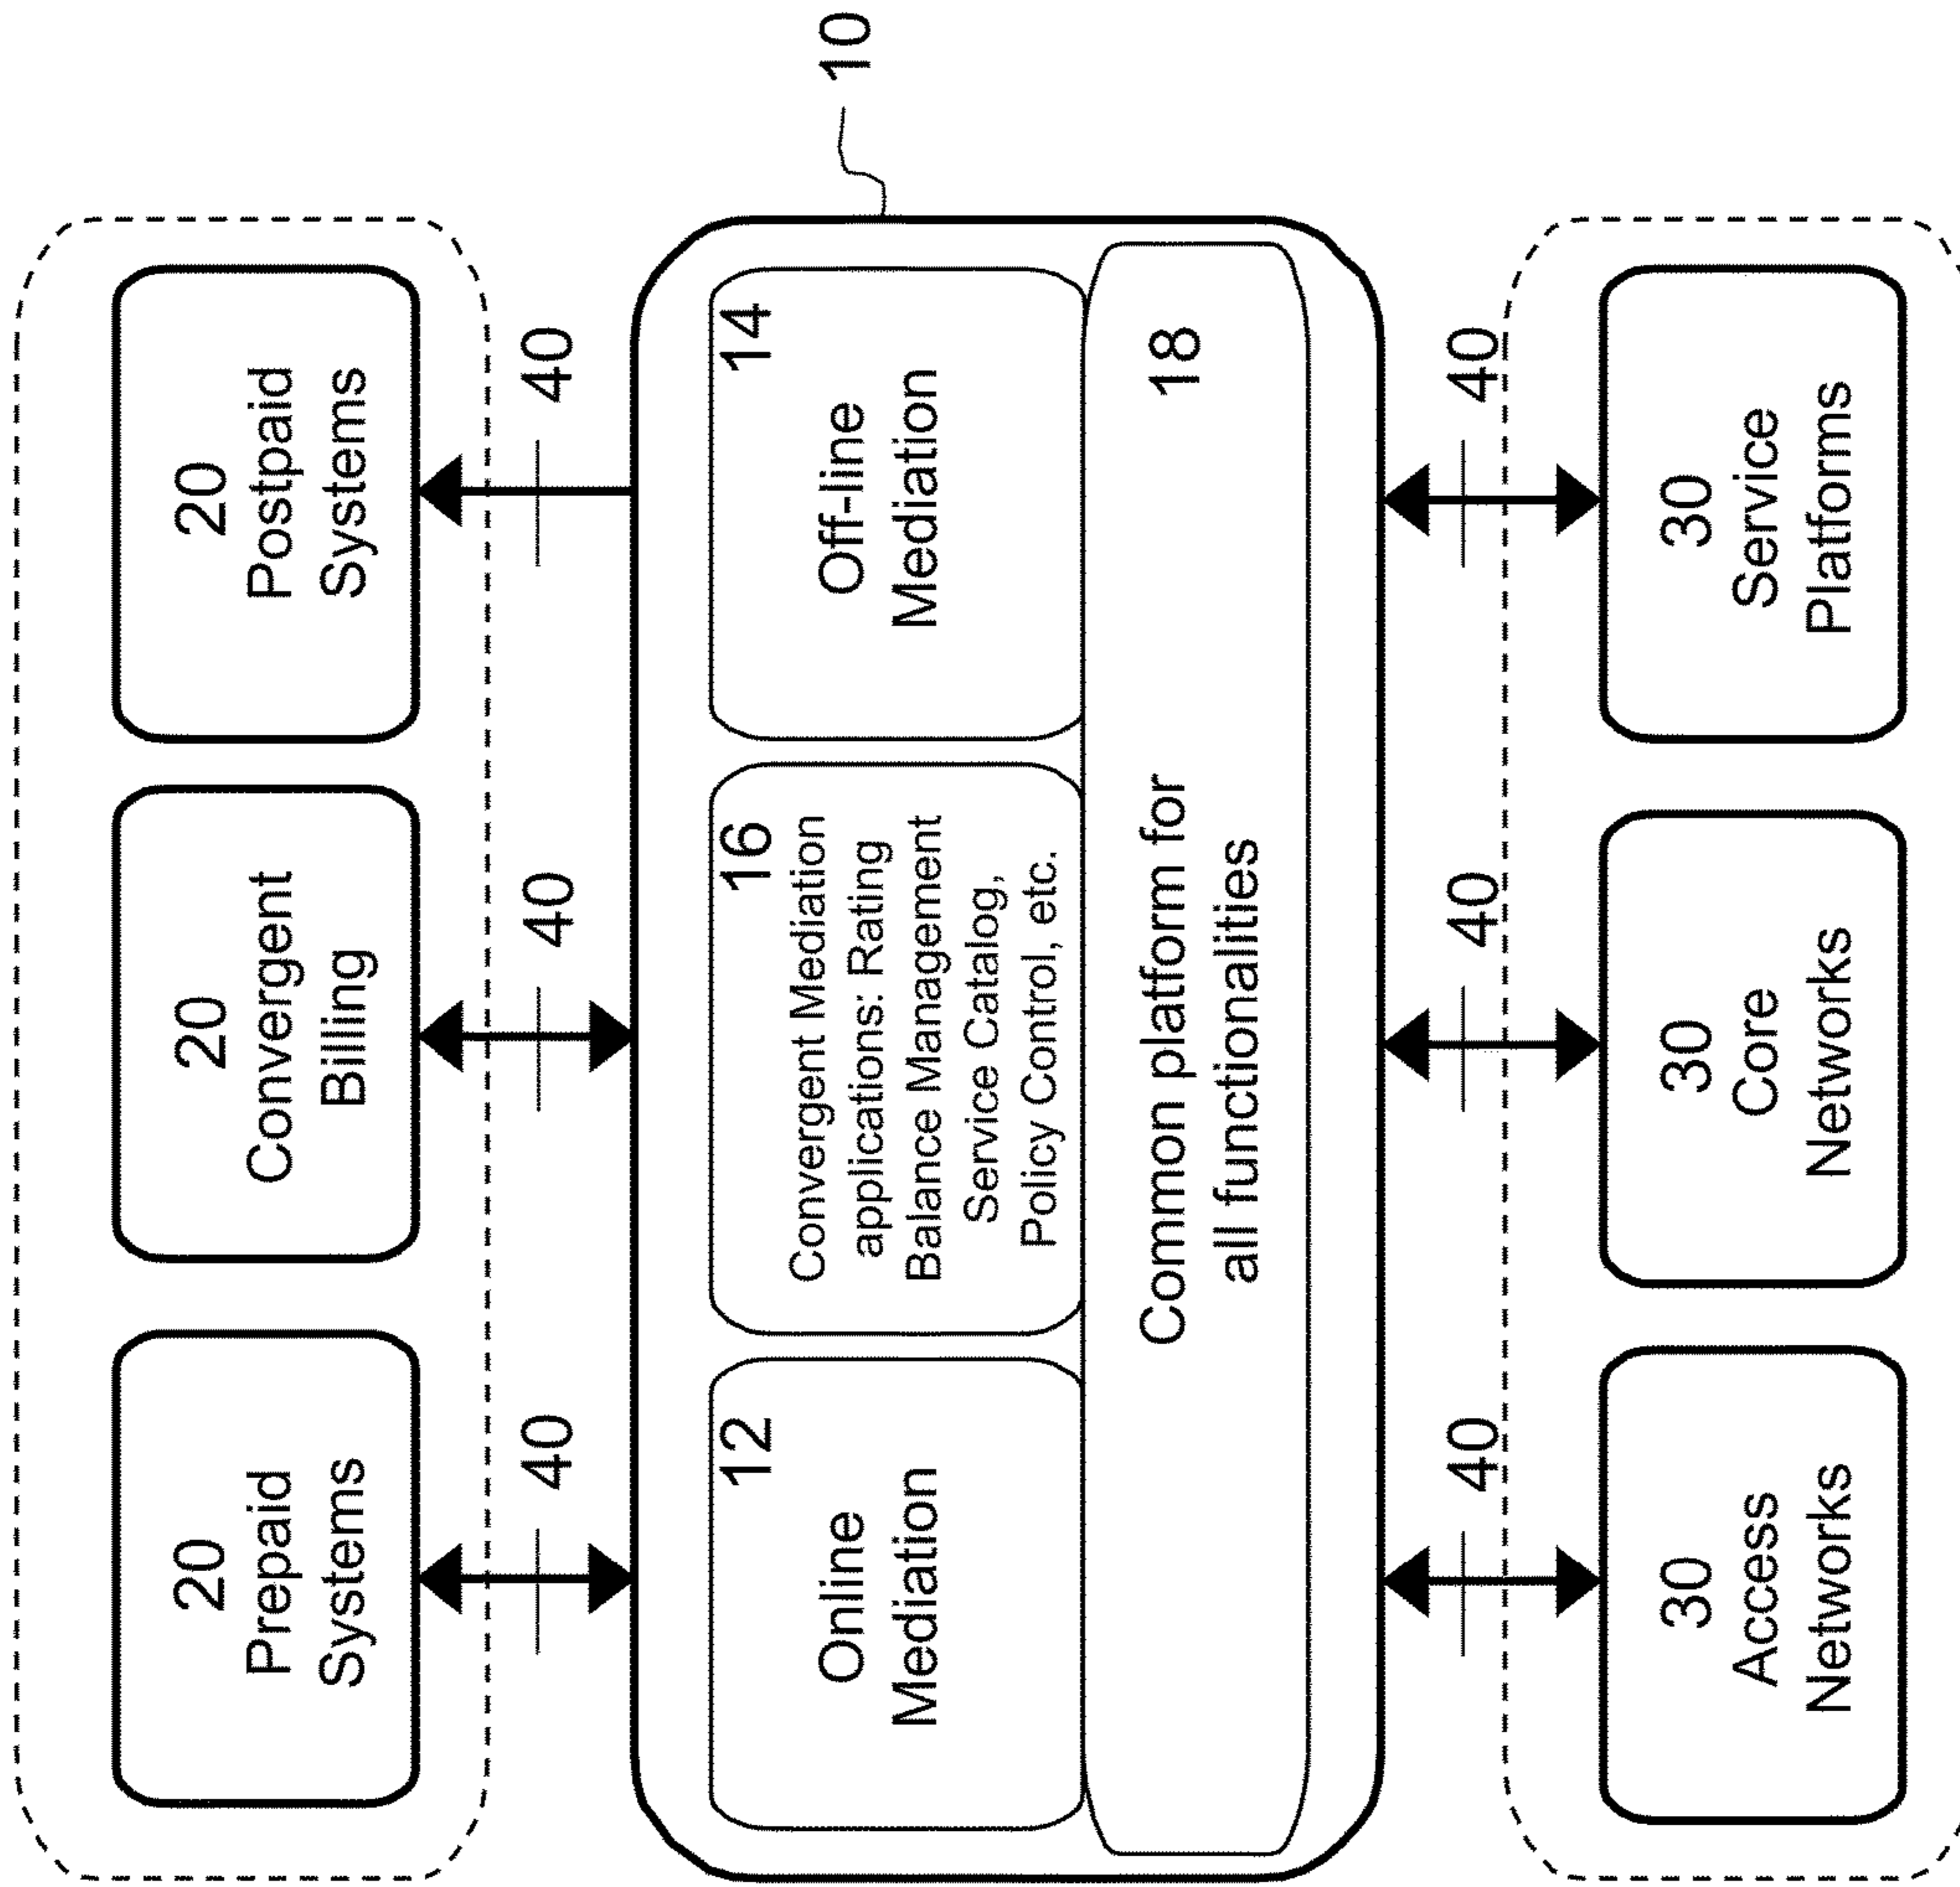 20
Prepaid
Systems
20
Convergent
Billing
20
Postpaid
Systems
40
40
40
10
12
Online
Mediation
16
Convergent Mediation
applications: Rating
Balance Management
Service Catalog,
Policy Control, etc.
14
Off-line
Mediation
18
Common platform for
all functionalities
40
40
40
30
Access
Networks
30
Core
Networks
30
Service
Platforms